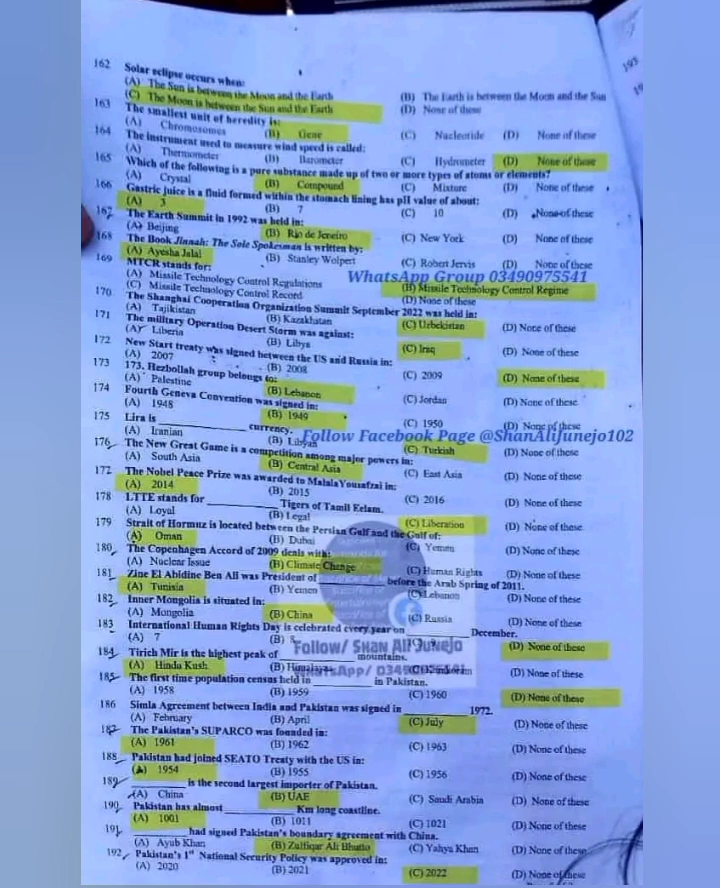 162 Solar eclipse occurs when:
(A) The Sun is between the Moon and the Earth (B) The Earth is between the Moon and the Sun
(C) The Moon is between the Sun and the Earth (D) None of these
163 The smallest unit of heredity is:
(A) Chromosomes (B) Gene (C) Nucleotide (D) None of these
164 The instrument used to measure wind speed is called:
(A) Thermometer (B) Barometer (C) Hydrometer (D) None of these
165 Which of the following is a pure substance made up of two or more types of atoms or elements?
(A) Crystal (B) Compound (C) Mixture (D) None of these
166 Gastric juice is a fluid formed within the stomach lining has pH value of about:
(A) 3 (B) 7 (C) 10 (D) None of these
167 The Earth Summit in 1992 was held in:
(A) Beijing (B) Rio de Jeneiro (C) New York (D) None of these
168 The Book Jinnah: The Sole Spokesman is written by:
(A) Ayesha Jalal (B) Stanley Wolpert (C) Robert Jervis (D) None of these
169 MTCR stands for:
WhatsApp Group 03490975541
(A) Missile Technology Control Regulations (B) Missile Technology Control Regime
(C) Missile Technology Control Record (D) None of these
170 The Shanghai Cooperation Organization Summit September 2022 was held in:
(A) Tajikistan (B) Kazakhstan (C) Uzbekistan (D) None of these
171 The military Operation Desert Storm was against:
(A) Liberia (B) Libya (C) Iraq (D) None of these
172 New Start treaty was signed between the US and Russia in:
(A) 2007 (B) 2008 (C) 2009 (D) None of these
173 173. Hezbollah group belongs to:
(A) Palestine (B) Lebanon (C) Jordan (D) None of these
174 Fourth Geneva Convention was signed in:
(A) 1948 (B) 1949 (C) 1950 (D) None of these
175 Lira is ________ currency.
Follow Facebook Page @ShanAliJunejo102
(A) Iranian (B) Libyan (C) Turkish (D) None of these
176 The New Great Game is a competition among major powers in:
(A) South Asia (B) Central Asia (C) East Asia (D) None of these
177 The Nobel Peace Prize was awarded to Malala Yousafzai in:
(A) 2014 (B) 2015 (C) 2016 (D) None of these
178 LTTE stands for ________ Tigers of Tamil Eelam.
(A) Loyal (B) Legal (C) Liberation (D) None of these
179 Strait of Hormuz is located between the Persian Gulf and the Gulf of:
(A) Oman (B) Dubai (C) Yemen (D) None of these
180 The Copenhagen Accord of 2009 deals with:
(A) Nuclear Issue (B) Climate Change (C) Human Rights (D) None of these
181 Zine El Abidine Ben All was President of ________ before the Arab Spring of 2011.
(A) Tunisia (B) Yemen (C) Lebanon (D) None of these
182 Inner Mongolia is situated in:
(A) Mongolia (B) China (C) Russia (D) None of these
183 International Human Rights Day is celebrated every year on ________ December.
(A) 7 (B) 8 (C) 9 (D) None of these
Follow/ Shan Ali Junejo
184 Tirich Mir is the highest peak of ________ mountains.
(A) Hindu Kush (B) Himalayas (C) Karakoram (D) None of these
WhatsApp/
185 The first time population census held in ________ in Pakistan.
(A) 1958 (B) 1959 (C) 1960 (D) None of these
186 Simla Agreement between India and Pakistan was signed in ________ 1972.
(A) February (B) April (C) July (D) None of these
187 The Pakistan's SUPARCO was founded in:
(A) 1961 (B) 1962 (C) 1963 (D) None of these
188 Pakistan had joined SEATO Treaty with the US in:
(A) 1954 (B) 1955 (C) 1956 (D) None of these
189 ________ is the second largest importer of Pakistan.
(A) China (B) UAE (C) Saudi Arabia (D) None of these
190 Pakistan has almost ________ Km long coastline.
(A) 1001 (B) 1011 (C) 1021 (D) None of these
191 ________ had signed Pakistan's boundary agreement with China.
(A) Ayub Khan (B) Zulfiqar Ali Bhutto (C) Yahya Khan (D) None of these
192 Pakistan's 1st National Security Policy was approved in:
(A) 2020 (B) 2021 (C) 2022 (D) None of these